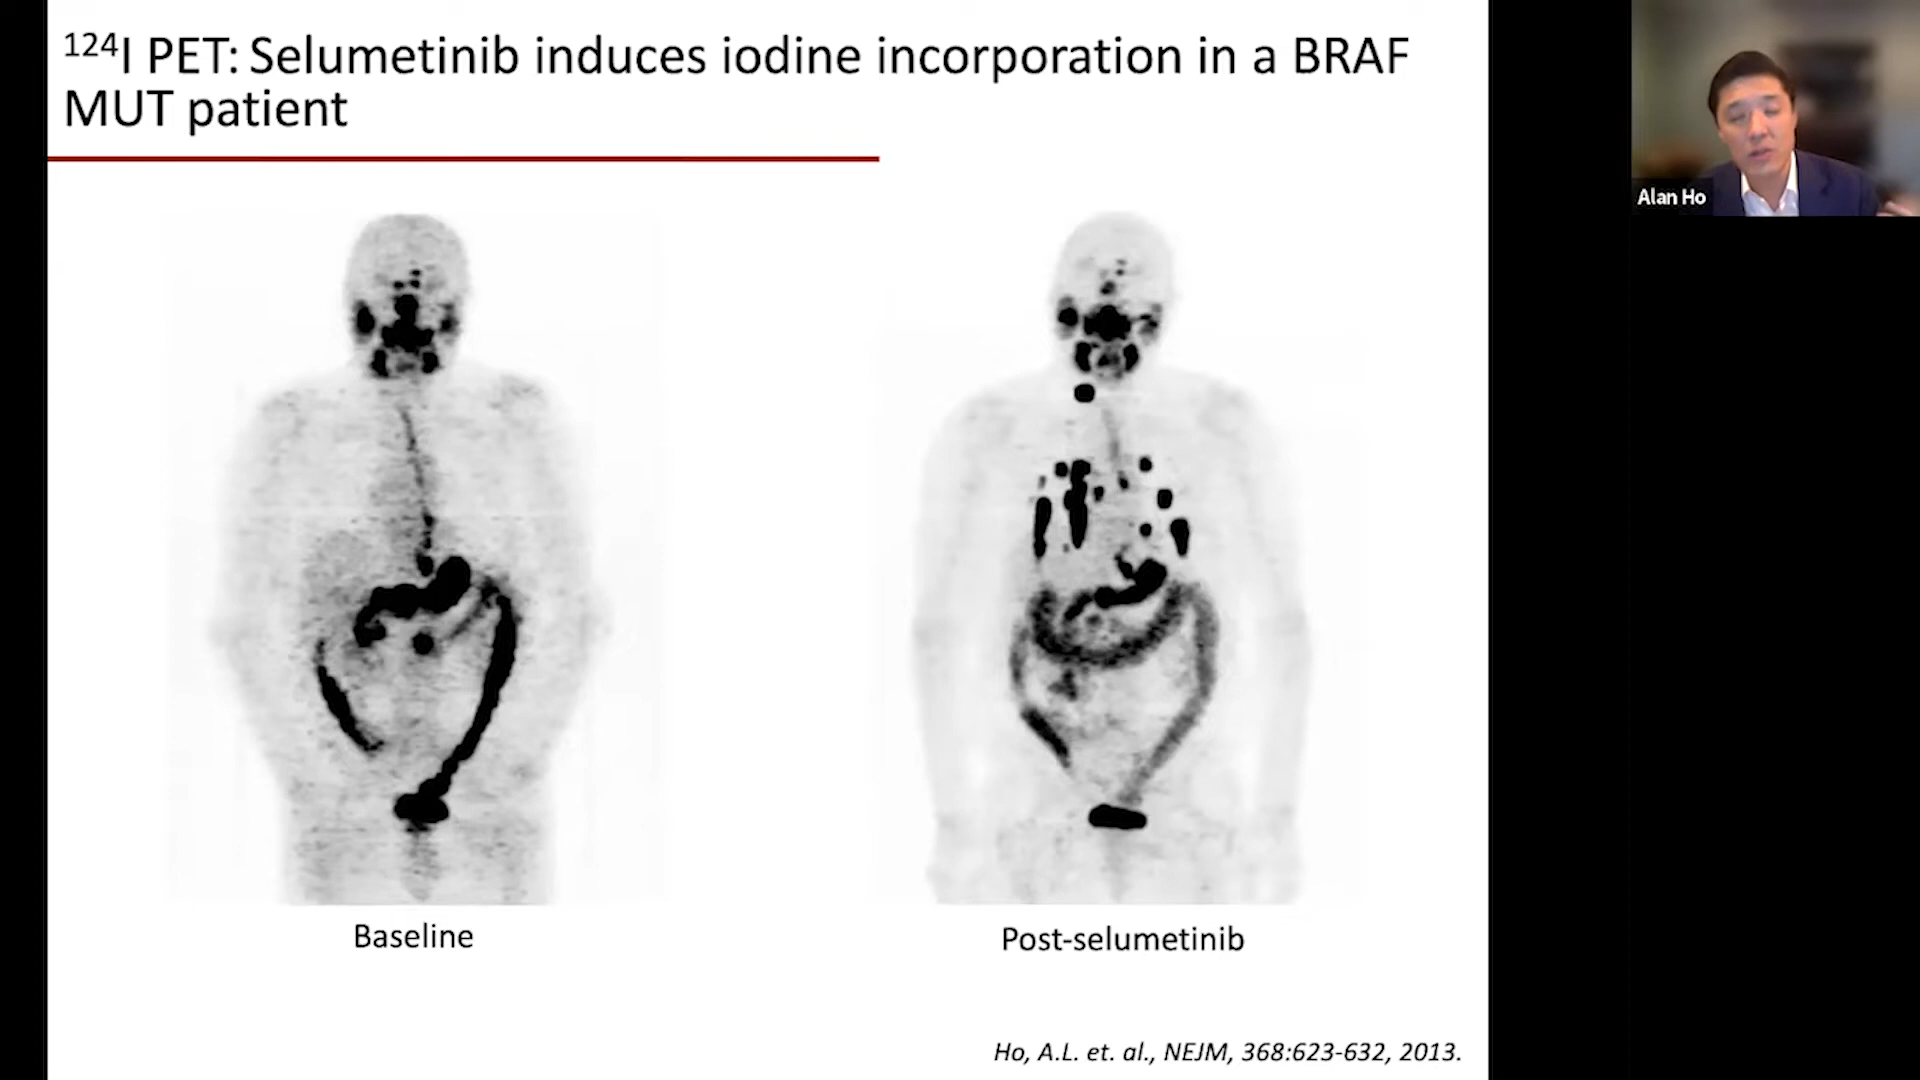 ¹²⁴I PET: Selumetinib induces iodine incorporation in a BRAF
MUT patient
Alan Ho
Baseline
Post-selumetinib
Ho, A.L. et. al., NEJM, 368:623-632, 2013.